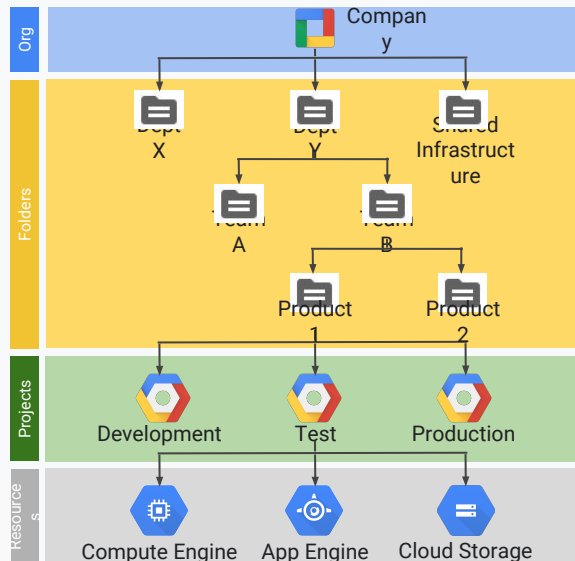 Org
Compan
y
Folders
Dept
X
Dept
Y
Shared
Infrastruct
ure
Team
A
Team
B
Product
1
Product
2
Projects
Development
Test
Production
Resource
s
Compute Engine
App Engine
Cloud Storage